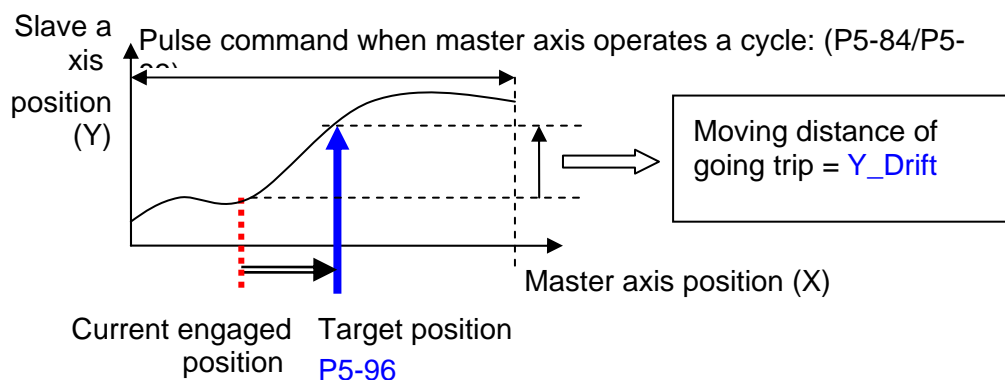 Slave a
xis
position
(Y)
Pulse command when master axis operates a cycle: (P5-84/P5-
Moving distance of
going trip = Y_Drift
Master axis position (X)
Current engaged
position
Target position
P5-96